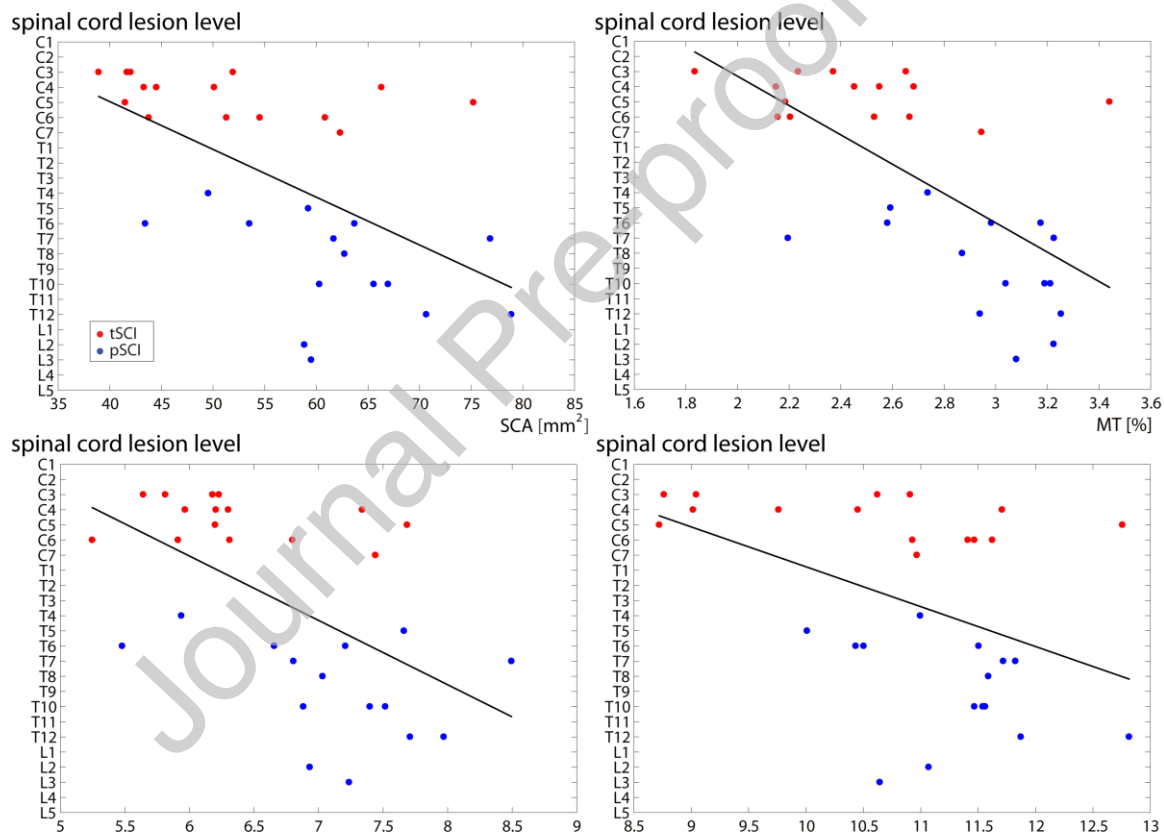 spinal cord lesion level
C1
C2
C3
C4
C5
C6
C7
T1
T2
T3
T4
T5
T6
T7
T8
T9
T10
T11
T12
L1
L2
L3
L4
L5
tSCI
pSCI
35 40 45 50 55 60 65 70 75 80 85
SCA [mm²]
spinal cord lesion level
C1
C2
C3
C4
C5
C6
C7
T1
T2
T3
T4
T5
T6
T7
T8
T9
T10
T11
T12
L1
L2
L3
L4
L5
1.6 1.8 2 2.2 2.4 2.6 2.8 3 3.2 3.4 3.6
MT [%]
spinal cord lesion level
C1
C2
C3
C4
C5
C6
C7
T1
T2
T3
T4
T5
T6
T7
T8
T9
T10
T11
T12
L1
L2
L3
L4
L5
5 5.5 6 6.5 7 7.5 8 8.5 9
spinal cord lesion level
C1
C2
C3
C4
C5
C6
C7
T1
T2
T3
T4
T5
T6
T7
T8
T9
T10
T11
T12
L1
L2
L3
L4
L5
8.5 9 9.5 10 10.5 11 11.5 12 12.5 13
Journal Pre-proof